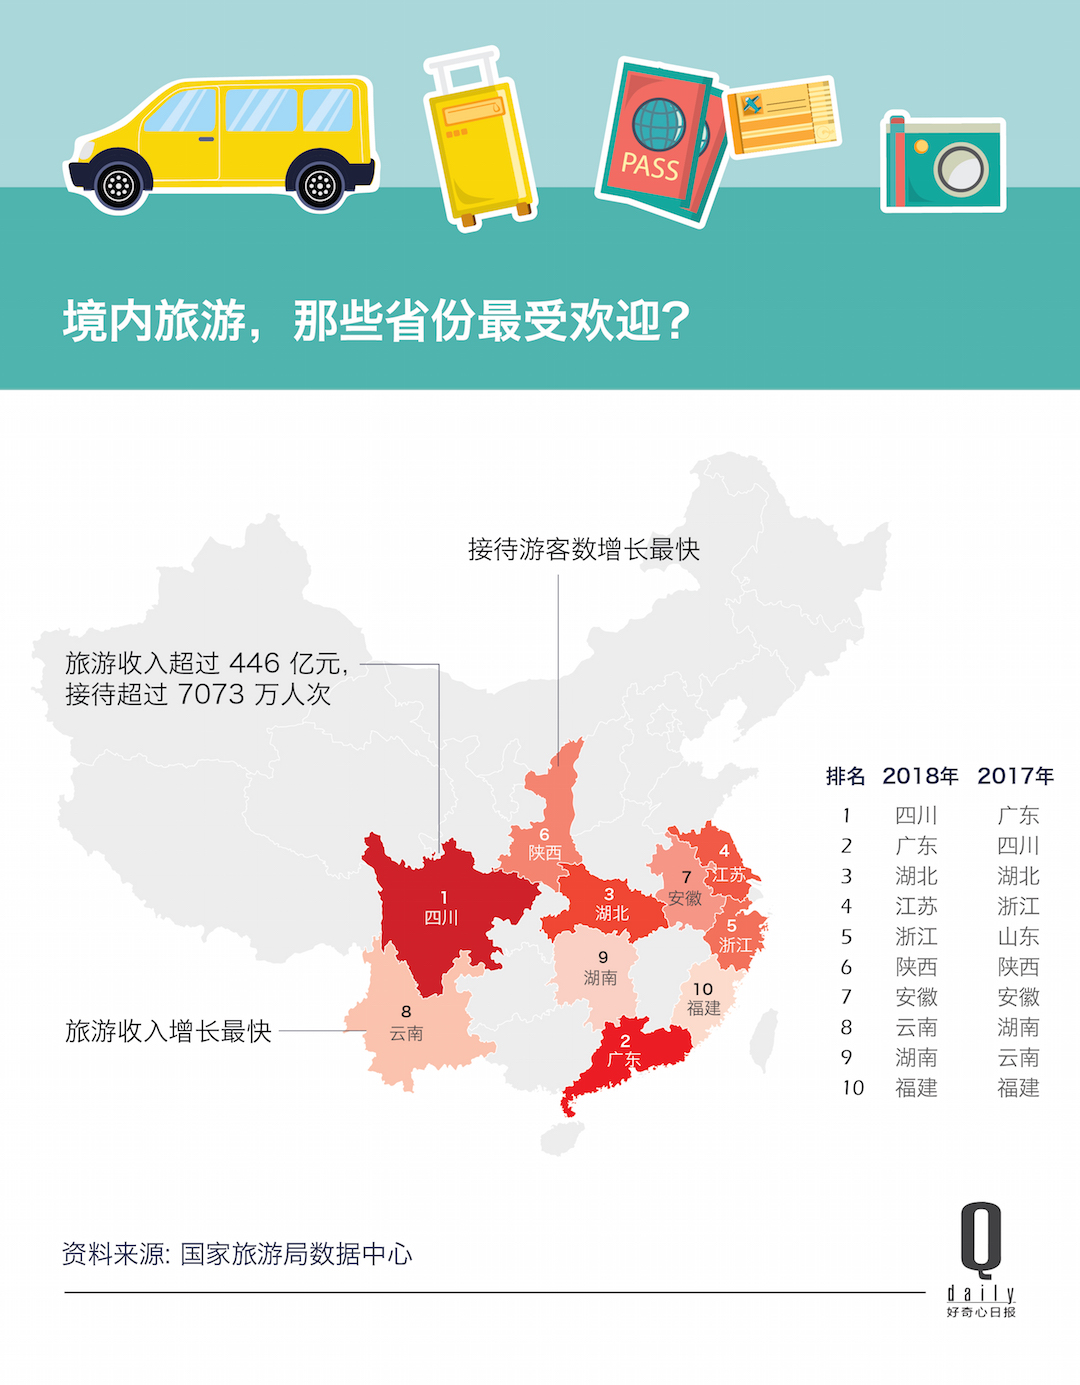 PASS
境内旅游，那些省份最受欢迎？
接待游客数增长最快
旅游收入超过 446 亿元，
接待超过 7073 万人次
旅游收入增长最快
1
四川
2
广东
3
湖北
4
江苏
5
浙江
6
陕西
7
安徽
8
云南
9
湖南
10
福建
排名 2018年 2017年
1 四川 广东
2 广东 四川
3 湖北 湖北
4 江苏 浙江
5 浙江 山东
6 陕西 陕西
7 安徽 安徽
8 云南 湖南
9 湖南 云南
10 福建 福建
资料来源: 国家旅游局数据中心
Q
daily
好奇心日报